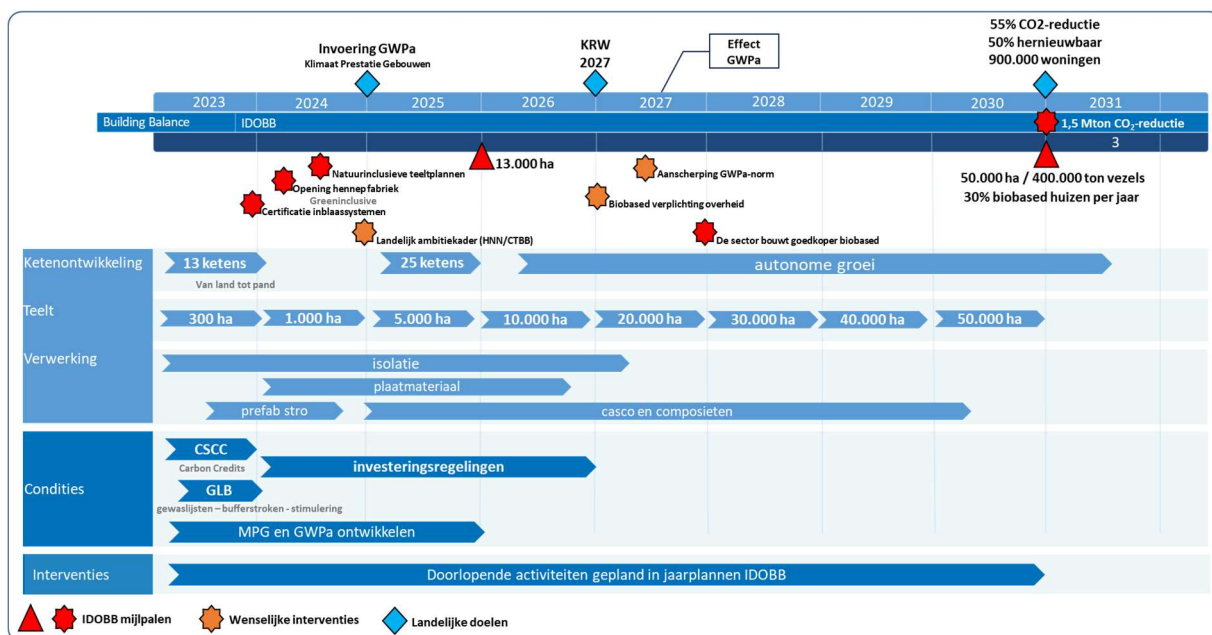 55% CO2-reductie
50% hernieuwbaar
900.000 woningen
Invoering GWPa
Klimaat Prestatie Gebouwen
KRW
2027
Effect
GWPa
2023 2024 2025 2026 2027 2028 2029 2030 2031
Building Balance IDOBB 1,5 Mton CO₂-reductie
3
13.000 ha
Natuurinclusieve teeltplannen
Opening hennepfabriek
Greeninclusive
Certificatie inblaassystemen
Landelijk ambitiekader (HNN/CTBB)
Aanscherping GWPa-norm
Biobased verplichting overheid
De sector bouwt goedkoper biobased
50.000 ha / 400.000 ton vezels
30% biobased huizen per jaar
Ketenontwikkeling 13 ketens 25 ketens autonome groei
Van land tot pand
Teelt 300 ha 1.000 ha 5.000 ha 10.000 ha 20.000 ha 30.000 ha 40.000 ha 50.000 ha
Verwerking isolatie
plaatmateriaal
prefab stro casco en composieten
Condities
CSCC
Carbon Credits
investeringsregelingen
GLB
gewaslijsten – bufferstroken - stimulering
MPG en GWPa ontwikkelen
Interventies Doorlopende activiteiten gepland in jaarplannen IDOBB
IDOBB mijlpalen Wenselijke interventies Landelijke doelen